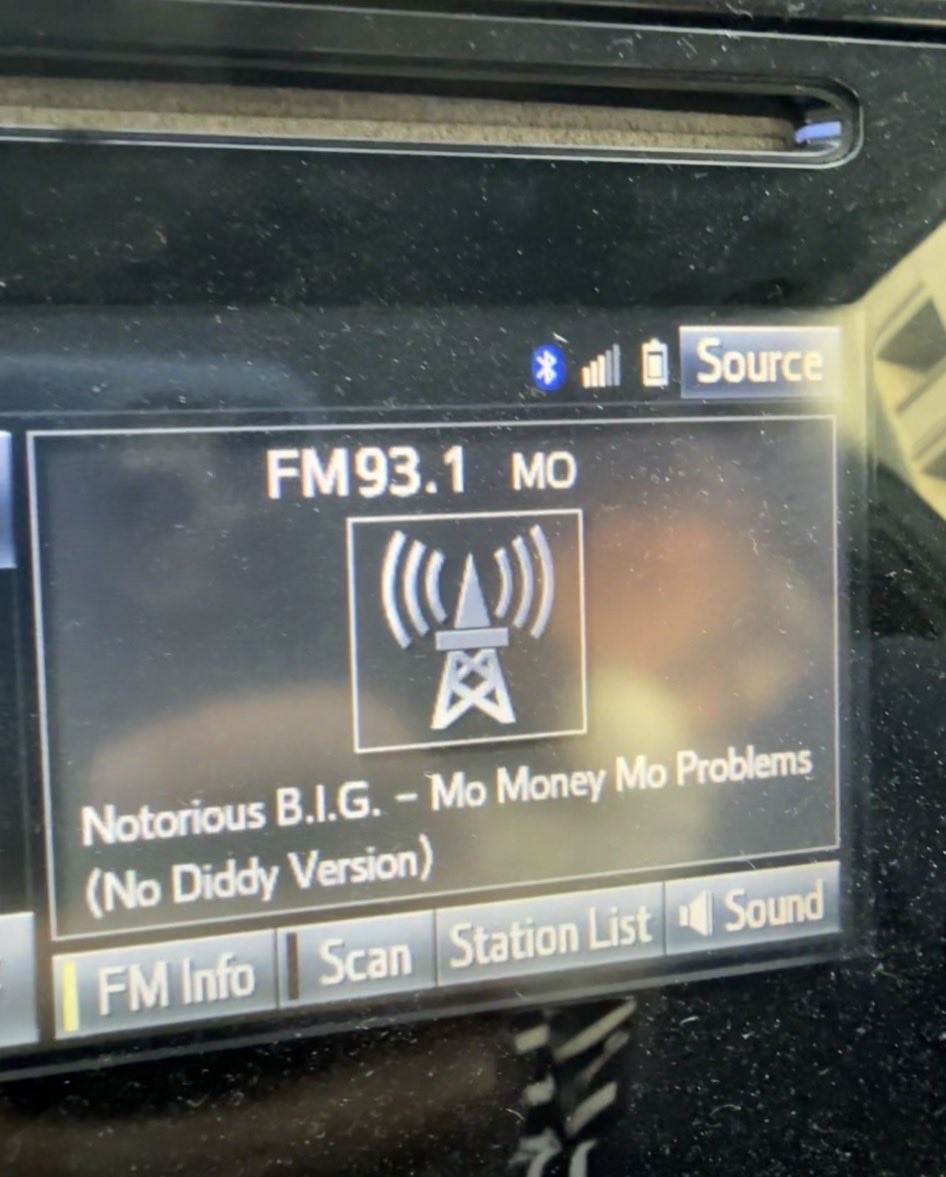 Source
FM93.1 MO
Notorious B.I.G. – Mo Money Mo Problems
(No Diddy Version)
FM Info Scan Station List Sound